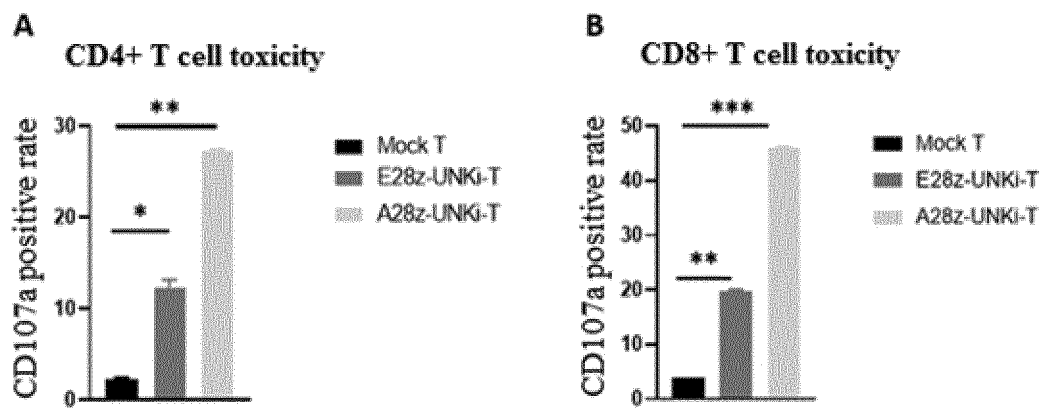 A
CD4+ T cell toxicity
**
30
20
10
0
*
CD107a positive rate
Mock T
E28z-UNKi-T
A28z-UNKi-T
B
CD8+ T cell toxicity
***
50
40
30
20
10
0
**
CD107a positive rate
Mock T
E28z-UNKi-T
A28z-UNKi-T